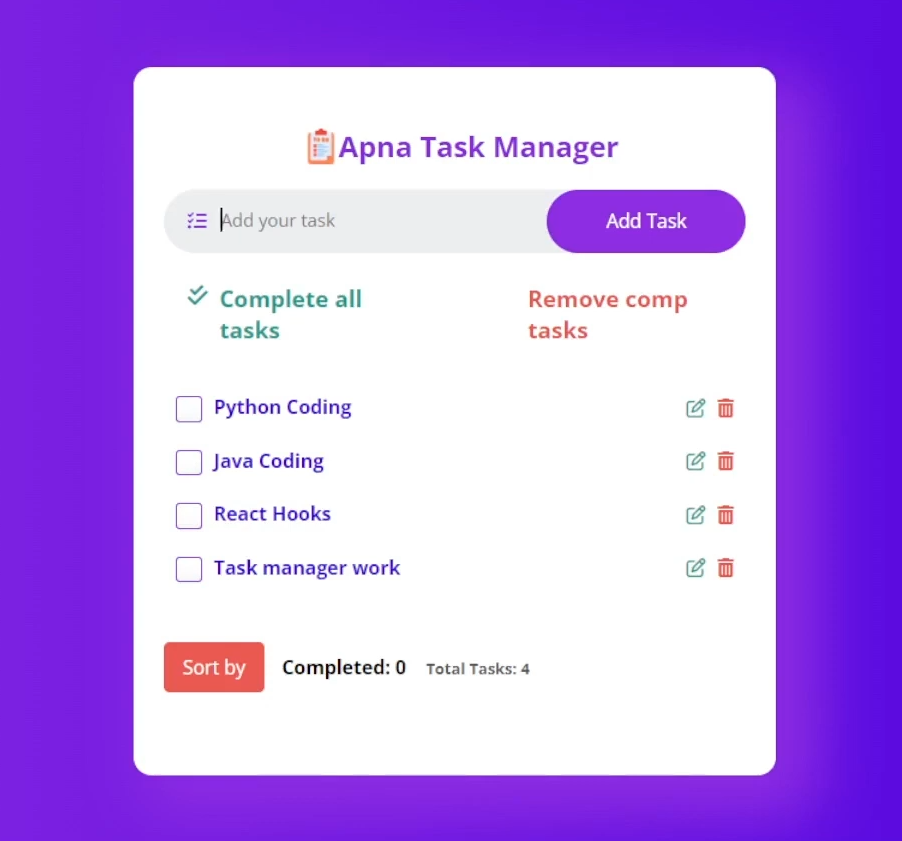 Apna Task Manager
Add your task
Add Task
Complete all
tasks
Remove comp
tasks
Python Coding
Java Coding
React Hooks
Task manager work
Sort by
Completed: 0
Total Tasks: 4